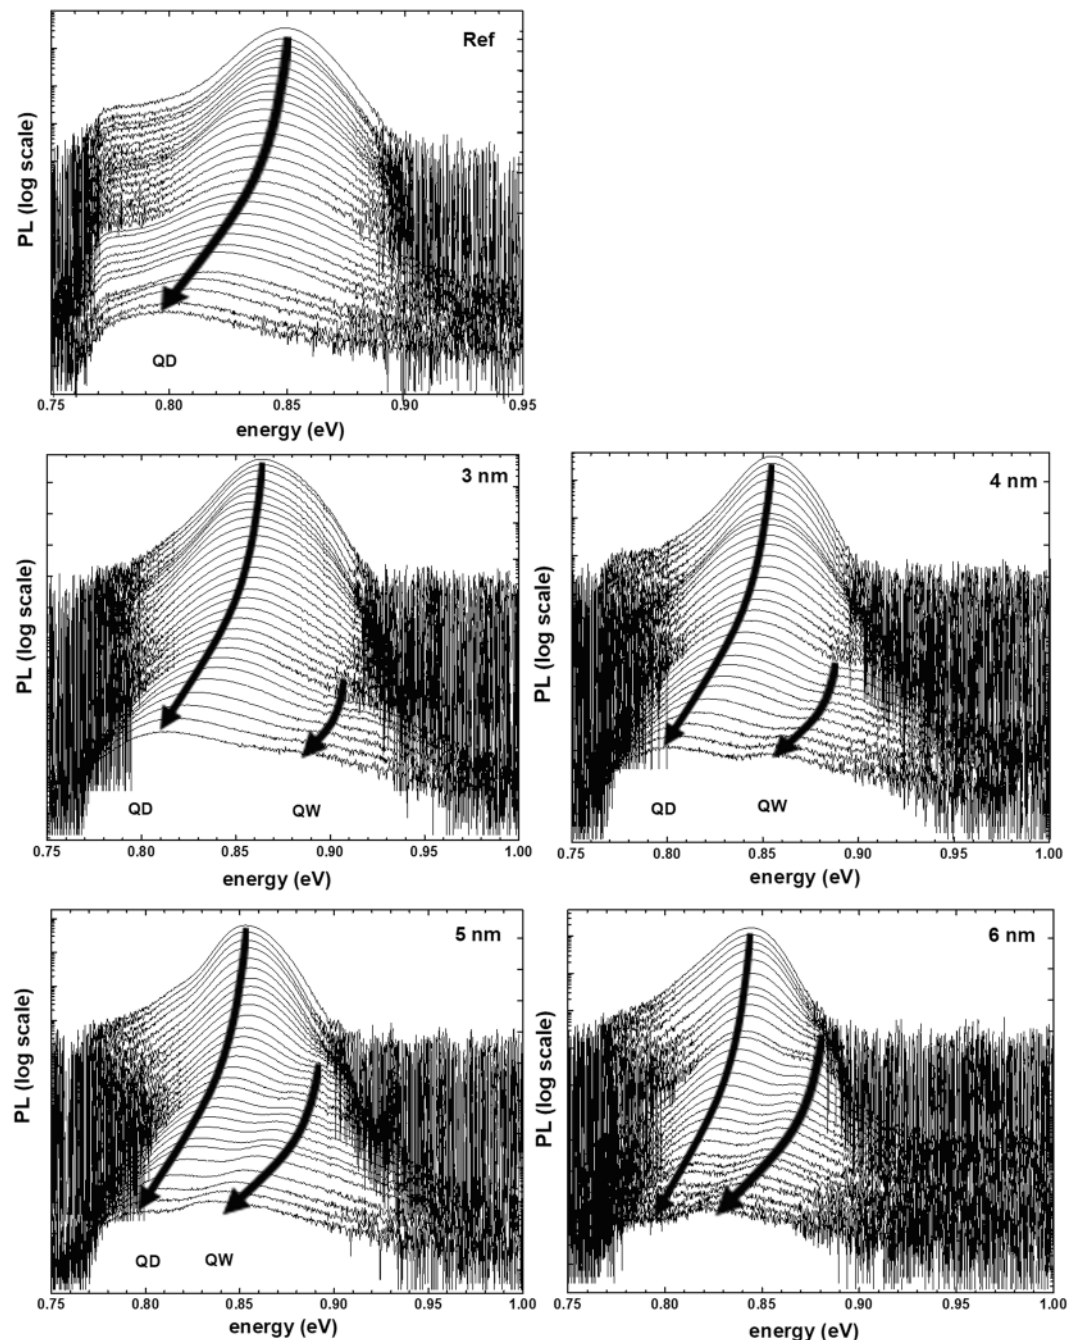 Ref
PL (log scale)
QD
0.75 0.80 0.85 0.90 0.95
energy (eV)
3 nm
PL (log scale)
QD QW
0.75 0.80 0.85 0.90 0.95 1.00
energy (eV)
4 nm
PL (log scale)
QD QW
0.75 0.80 0.85 0.90 0.95 1.00
energy (eV)
5 nm
PL (log scale)
QD QW
0.75 0.80 0.85 0.90 0.95 1.00
energy (eV)
6 nm
PL (log scale)
0.75 0.80 0.85 0.90 0.95 1.00
energy (eV)